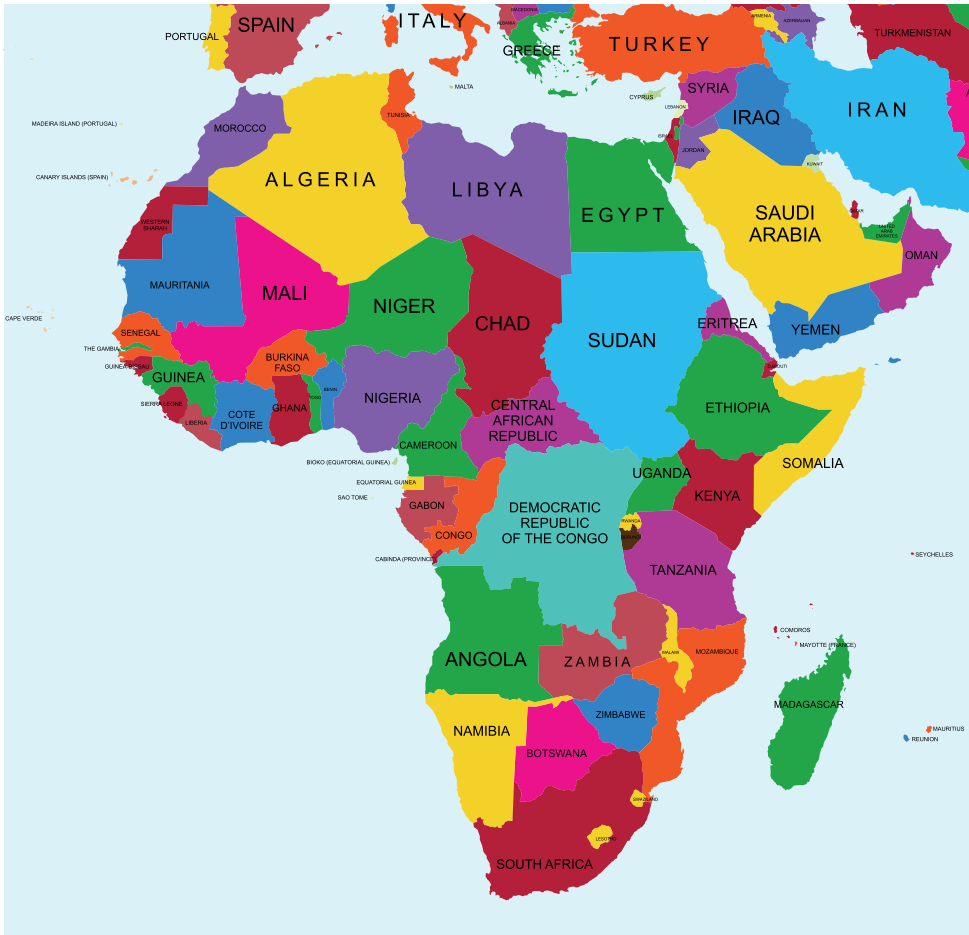 MACEDONIA
ARMENIA
AZERBAIJAN
ITALY
SPAIN
ALBANIA
PORTUGAL
TURKMENISTAN
GREECE
TURKEY
MALTA
SYRIA
CYPRUS
LEBANON
IRAQ
IRAN
TUNISIA
MADEIRA ISLAND (PORTUGAL)
MOROCCO
ISRAEL
JORDAN
KUWAIT
CANARY ISLANDS (SPAIN)
ALGERIA
LIBYA
EGYPT
SAUDI
ARABIA
QATAR
UNITED
ARAB
EMIRATES
WESTERN
SHARAH
OMAN
MAURITANIA
MALI
NIGER
CHAD
SUDAN
ERITREA
YEMEN
CAPE VERDE
SENEGAL
THE GAMBIA
GUINEA BISSAU
GUINEA
BURKINA
FASO
DJIBOUTI
SIERRA LEONE
LIBERIA
COTE
D'IVOIRE
GHANA
TOGO
BENIN
NIGERIA
CENTRAL
AFRICAN
REPUBLIC
ETHIOPIA
CAMEROON
SOMALIA
BIOKO (EQUATORIAL GUINEA)
EQUATORIAL GUINEA
SAO TOME
GABON
CONGO
DEMOCRATIC
REPUBLIC
OF THE CONGO
UGANDA
KENYA
RWANDA
BURUNDI
CABINDA (PROVINCE)
TANZANIA
SEYCHELLES
COMOROS
MAYOTTE (FRANCE)
ANGOLA
ZAMBIA
MALAWI
MOZAMBIQUE
MADAGASCAR
NAMIBIA
ZIMBABWE
MAURITIUS
REUNION
BOTSWANA
SWAZILAND
LESOTHO
SOUTH AFRICA